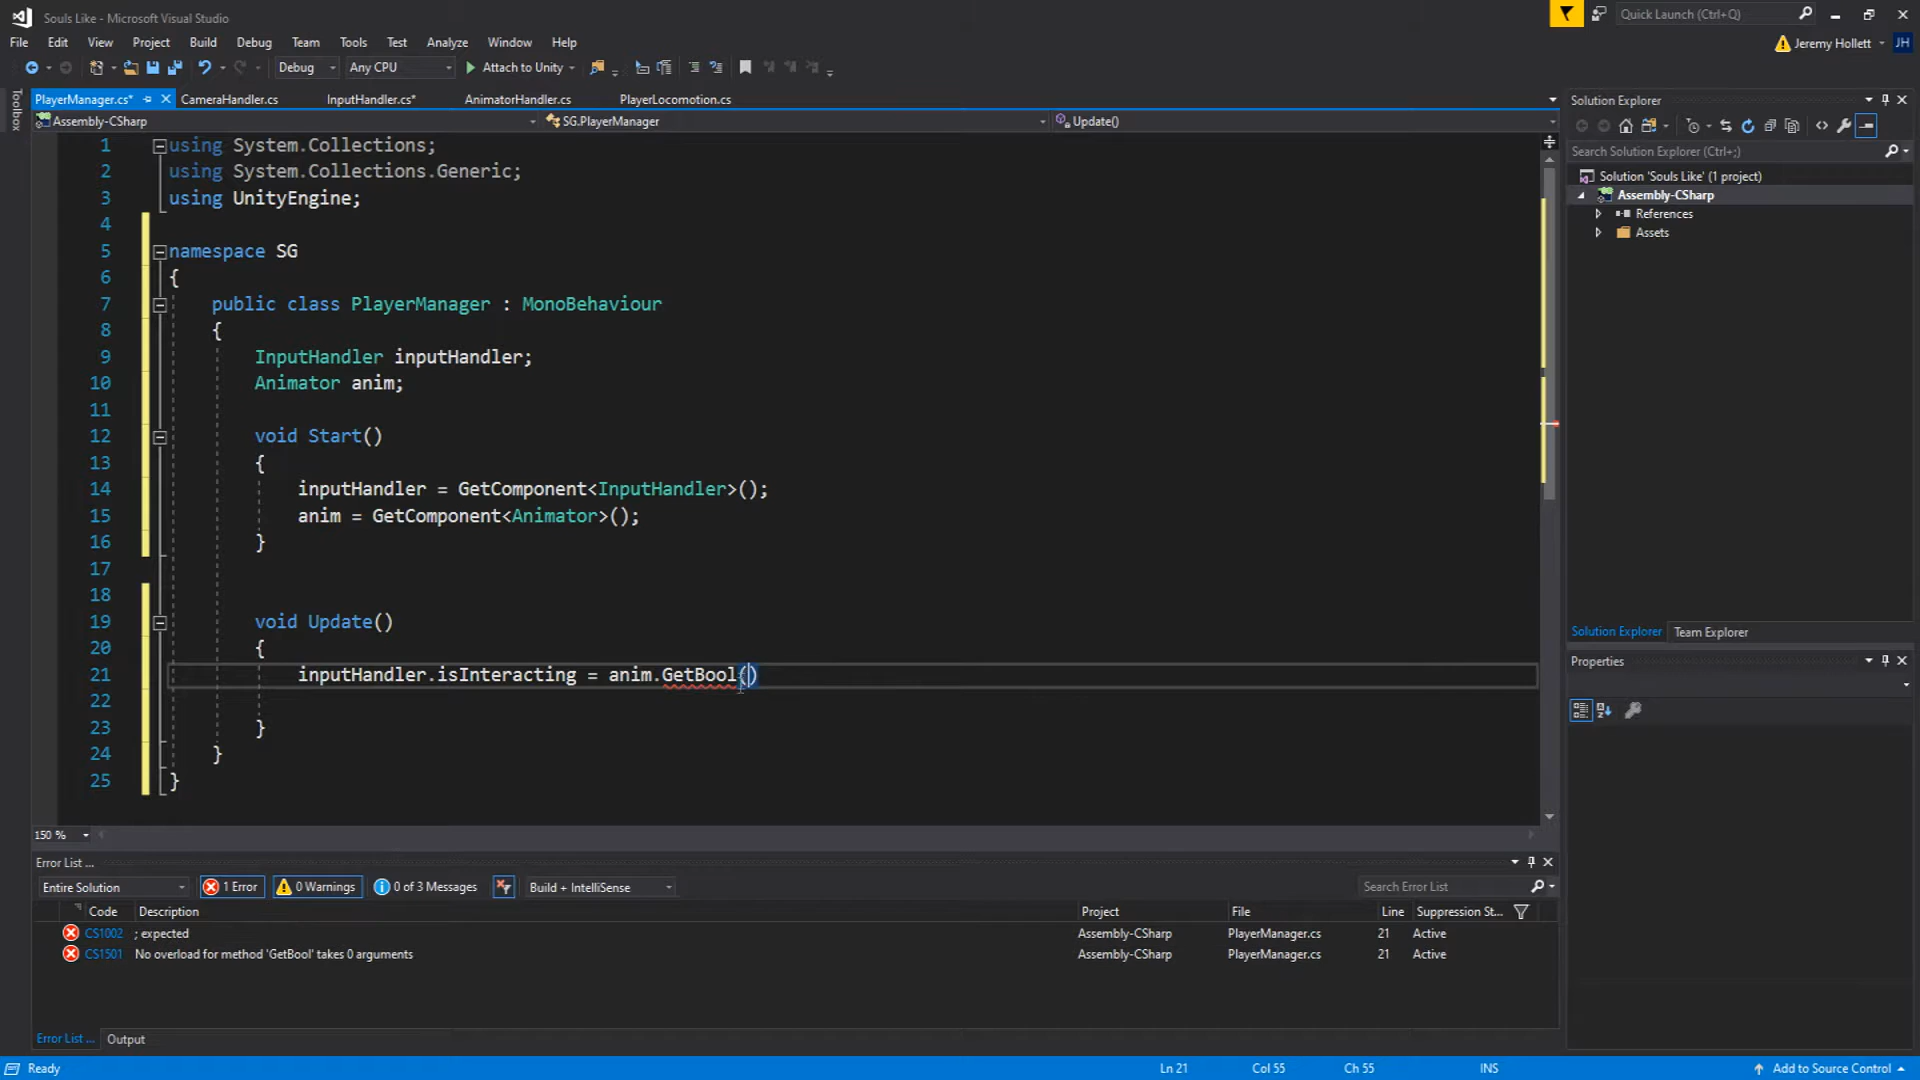 Souls Like - Microsoft Visual Studio
Quick Launch (Ctrl+Q)
File Edit View Project Build Debug Team Tools Test Analyze Window Help
Jeremy Hollett JH
Debug Any CPU Attach to Unity
Toolbox
PlayerManager.cs* CameraHandler.cs InputHandler.cs* AnimatorHandler.cs PlayerLocomotion.cs
Assembly-CSharp SG.PlayerManager Update()
1 using System.Collections;
2 using System.Collections.Generic;
3 using UnityEngine;
4
5 namespace SG
6 {
7 public class PlayerManager : MonoBehaviour
8 {
9 InputHandler inputHandler;
10 Animator anim;
11
12 void Start()
13 {
14 inputHandler = GetComponent<InputHandler>();
15 anim = GetComponent<Animator>();
16 }
17
18
19 void Update()
20 {
21 inputHandler.isInteracting = anim.GetBool()
22
23 }
24 }
25 }
150 %
Solution Explorer
Search Solution Explorer (Ctrl+;)
Solution 'Souls Like' (1 project)
Assembly-CSharp
References
Assets
Solution Explorer Team Explorer
Properties
Error List ...
Entire Solution 1 Error 0 Warnings 0 of 3 Messages Build + IntelliSense Search Error List
Code Description Project File Line Suppression St...
CS1002 ; expected Assembly-CSharp PlayerManager.cs 21 Active
CS1501 No overload for method 'GetBool' takes 0 arguments Assembly-CSharp PlayerManager.cs 21 Active
Error List ... Output
Ready Ln 21 Col 55 Ch 55 INS Add to Source Control